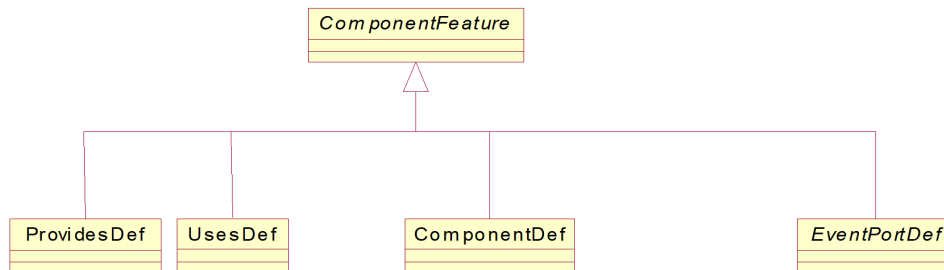 ComponentFeature
ProvidesDef
UsesDef
ComponentDef
EventPortDef